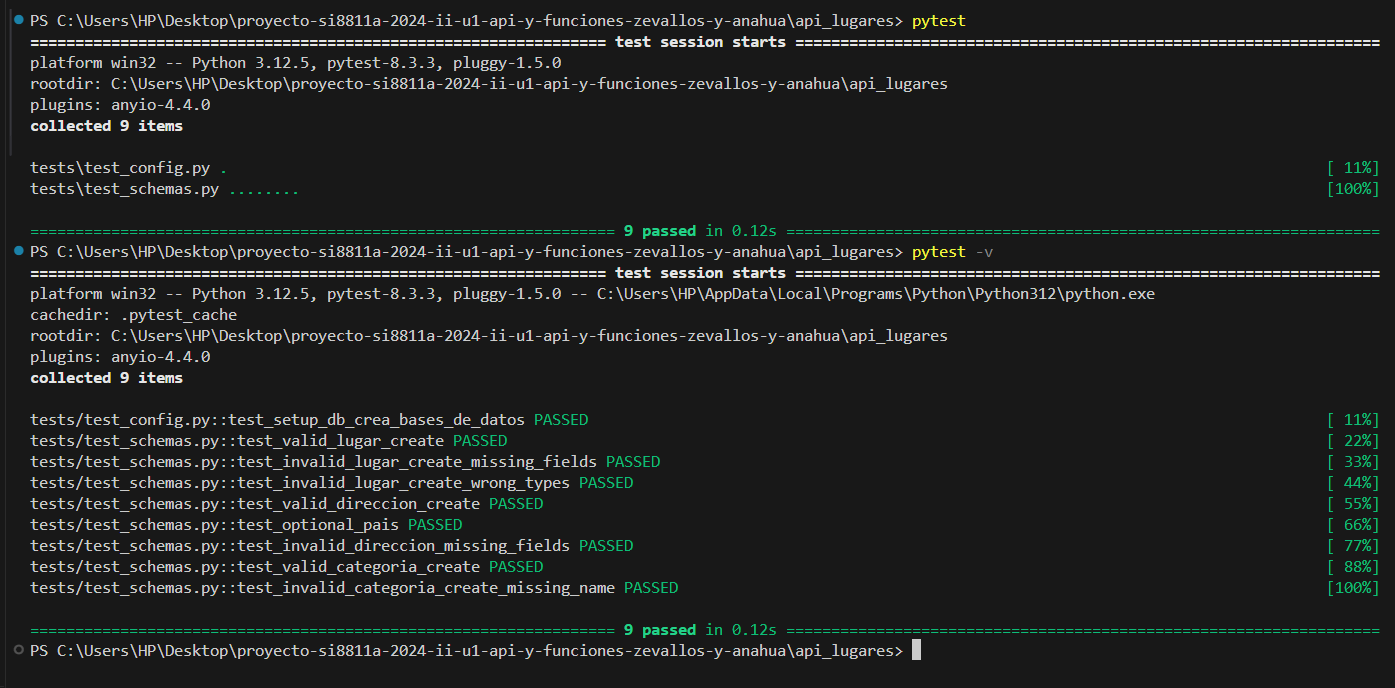 PS C:\Users\HP\Desktop\proyecto-si8811a-2024-ii-u1-api-y-funciones-zevallos-y-anahua\api_lugares> pytest
================================================================ test session starts =================================================================
platform win32 -- Python 3.12.5, pytest-8.3.3, pluggy-1.5.0
rootdir: C:\Users\HP\Desktop\proyecto-si8811a-2024-ii-u1-api-y-funciones-zevallos-y-anahua\api_lugares
plugins: anyio-4.4.0
collected 9 items
tests\test_config.py . [ 11%]
tests\test_schemas.py ........ [100%]
================================================================= 9 passed in 0.12s ==================================================================
PS C:\Users\HP\Desktop\proyecto-si8811a-2024-ii-u1-api-y-funciones-zevallos-y-anahua\api_lugares> pytest -v
================================================================ test session starts =================================================================
platform win32 -- Python 3.12.5, pytest-8.3.3, pluggy-1.5.0 -- C:\Users\HP\AppData\Local\Programs\Python\Python312\python.exe
cachedir: .pytest_cache
rootdir: C:\Users\HP\Desktop\proyecto-si8811a-2024-ii-u1-api-y-funciones-zevallos-y-anahua\api_lugares
plugins: anyio-4.4.0
collected 9 items
tests/test_config.py::test_setup_db_crea_bases_de_datos PASSED [ 11%]
tests/test_schemas.py::test_valid_lugar_create PASSED [ 22%]
tests/test_schemas.py::test_invalid_lugar_create_missing_fields PASSED [ 33%]
tests/test_schemas.py::test_invalid_lugar_create_wrong_types PASSED [ 44%]
tests/test_schemas.py::test_valid_direccion_create PASSED [ 55%]
tests/test_schemas.py::test_optional_pais PASSED [ 66%]
tests/test_schemas.py::test_invalid_direccion_missing_fields PASSED [ 77%]
tests/test_schemas.py::test_valid_categoria_create PASSED [ 88%]
tests/test_schemas.py::test_invalid_categoria_create_missing_name PASSED [100%]
================================================================= 9 passed in 0.12s ==================================================================
PS C:\Users\HP\Desktop\proyecto-si8811a-2024-ii-u1-api-y-funciones-zevallos-y-anahua\api_lugares>